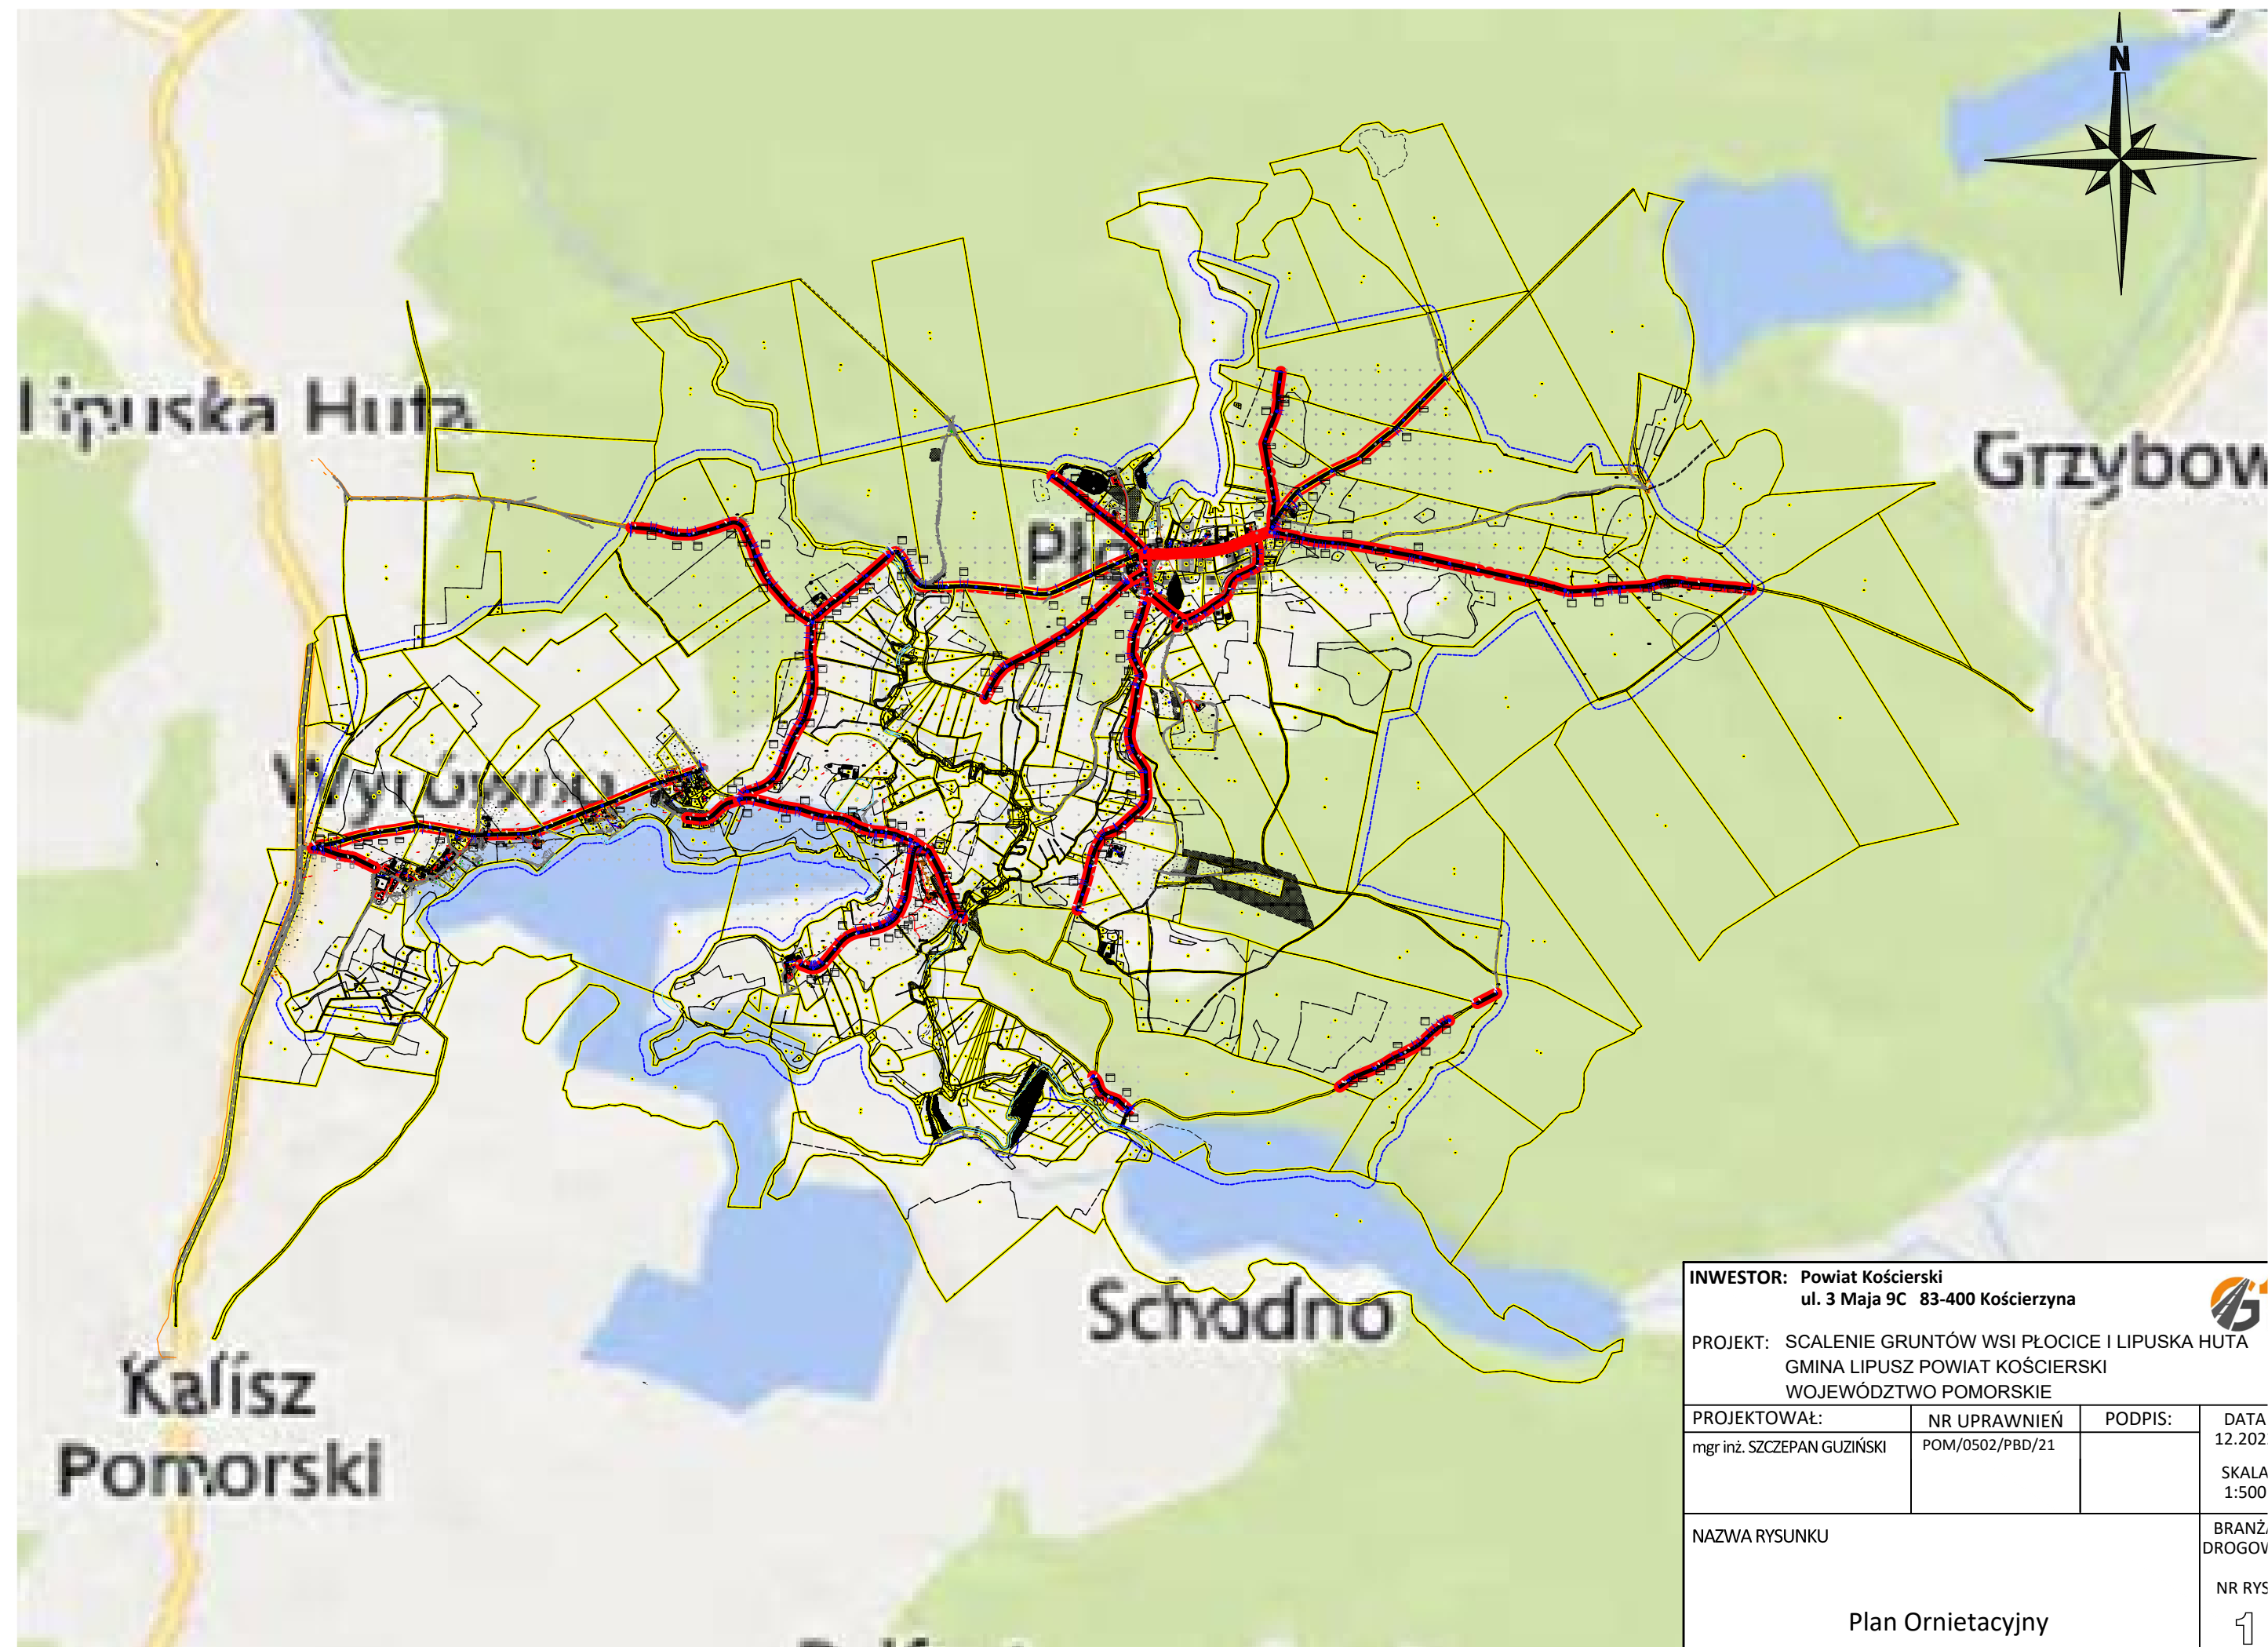 N
Lipuska Huta
Grzybow
Wyrówno
Schodno
Kalisz
Pomorski
INWESTOR: Powiat Kościerski
ul. 3 Maja 9C 83-400 Kościerzyna
PROJEKT: SCALENIE GRUNTÓW WSI PŁOCICE I LIPUSKA HUTA
GMINA LIPUSZ POWIAT KOŚCIERSKI
WOJEWÓDZTWO POMORSKIE
PROJEKTOWAŁ: NR UPRAWNIEŃ PODPIS: DATA
mgr inż. SZCZEPAN GUZIŃSKI POM/0502/PBD/21 12.202
SKALA
1:500
NAZWA RYSUNKU BRANŻA
DROGOW
NR RYS
Plan Ornietacyjny 1